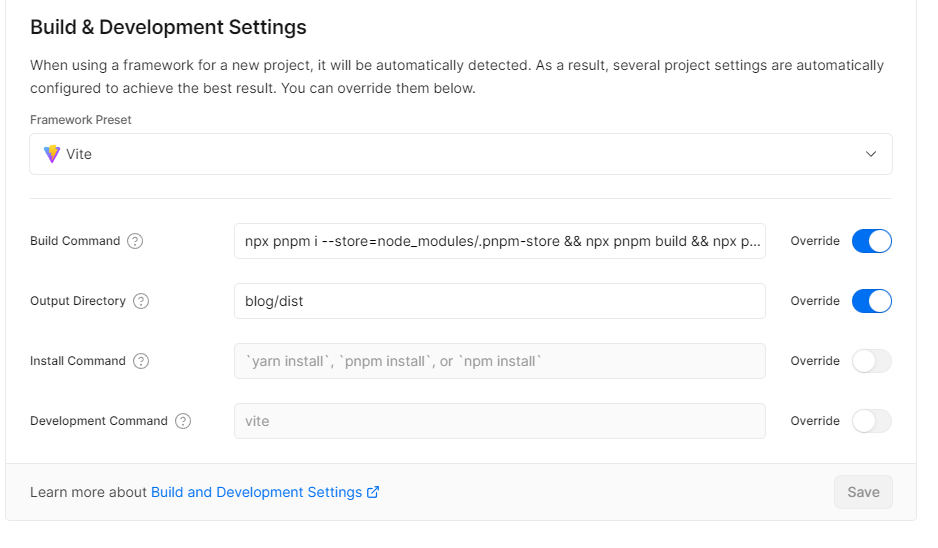 Build & Development Settings
When using a framework for a new project, it will be automatically detected. As a result, several project settings are automatically
configured to achieve the best result. You can override them below.
Framework Preset
Vite
Build Command ?
npx pnpm i --store=node_modules/.pnpm-store && npx pnpm build && npx p...
Override
Output Directory ?
blog/dist
Override
Install Command ?
`yarn install`, `pnpm install`, or `npm install`
Override
Development Command ?
vite
Override
Learn more about Build and Development Settings
Save